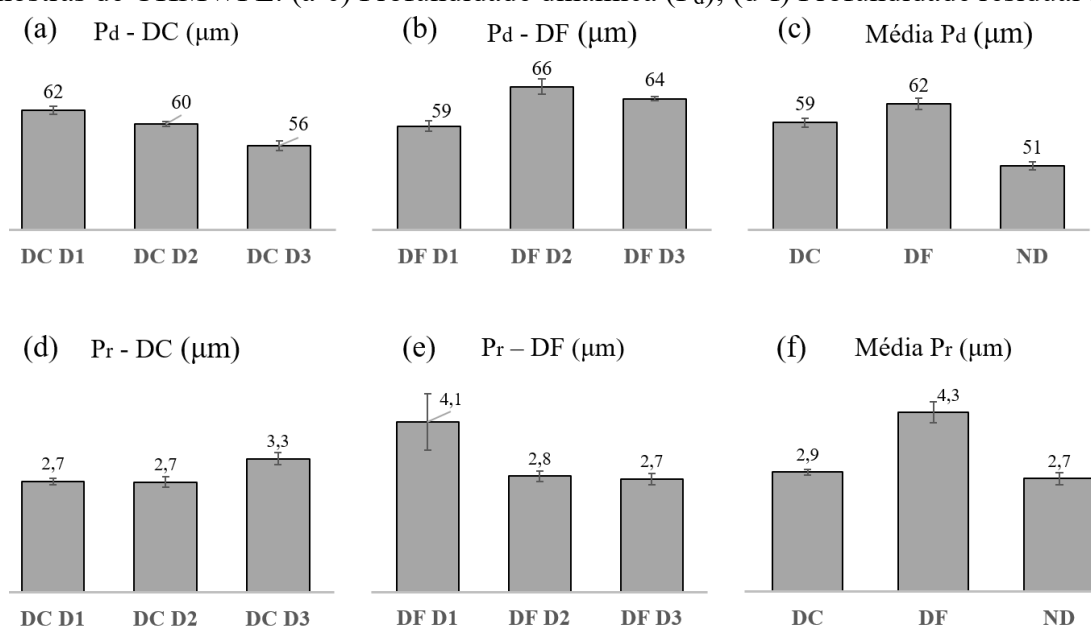 (a) Pd - DC (μm) (b) Pd - DF (μm) (c) Média Pd (μm)
62 60 56 59 66 64 59 62 51
DC D1 DC D2 DC D3 DF D1 DF D2 DF D3 DC DF ND
(d) Pr - DC (μm) (e) Pr – DF (μm) (f) Média Pr (μm)
2,7 2,7 3,3 4,1 2,8 2,7 2,9 4,3 2,7
DC D1 DC D2 DC D3 DF D1 DF D2 DF D3 DC DF ND